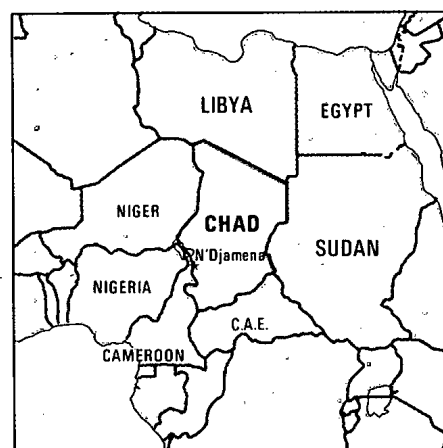 LIBYA
EGYPT
NIGER
CHAD
N'Djamena
SUDAN
NIGERIA
C.A.E.
CAMEROON